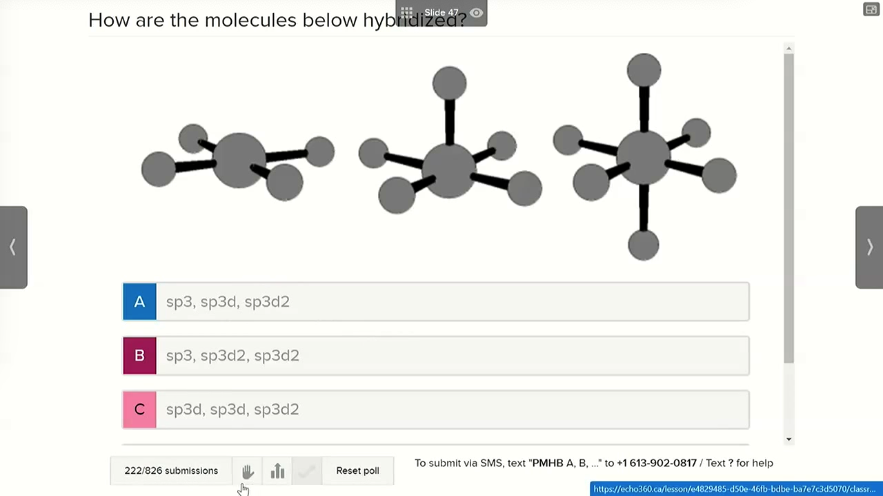 How are the molecules below hybridized?
Slide 47
A sp3, sp3d, sp3d2
B sp3, sp3d2, sp3d2
C sp3d, sp3d, sp3d2
222/826 submissions
Reset poll
To submit via SMS, text "PMHB A, B, ..." to +1 613-902-0817 / Text ? for help
https://echo360.ca/lesson/e4829485-d50e-46fb-bdbe-ba7e7c3d5070/classr...